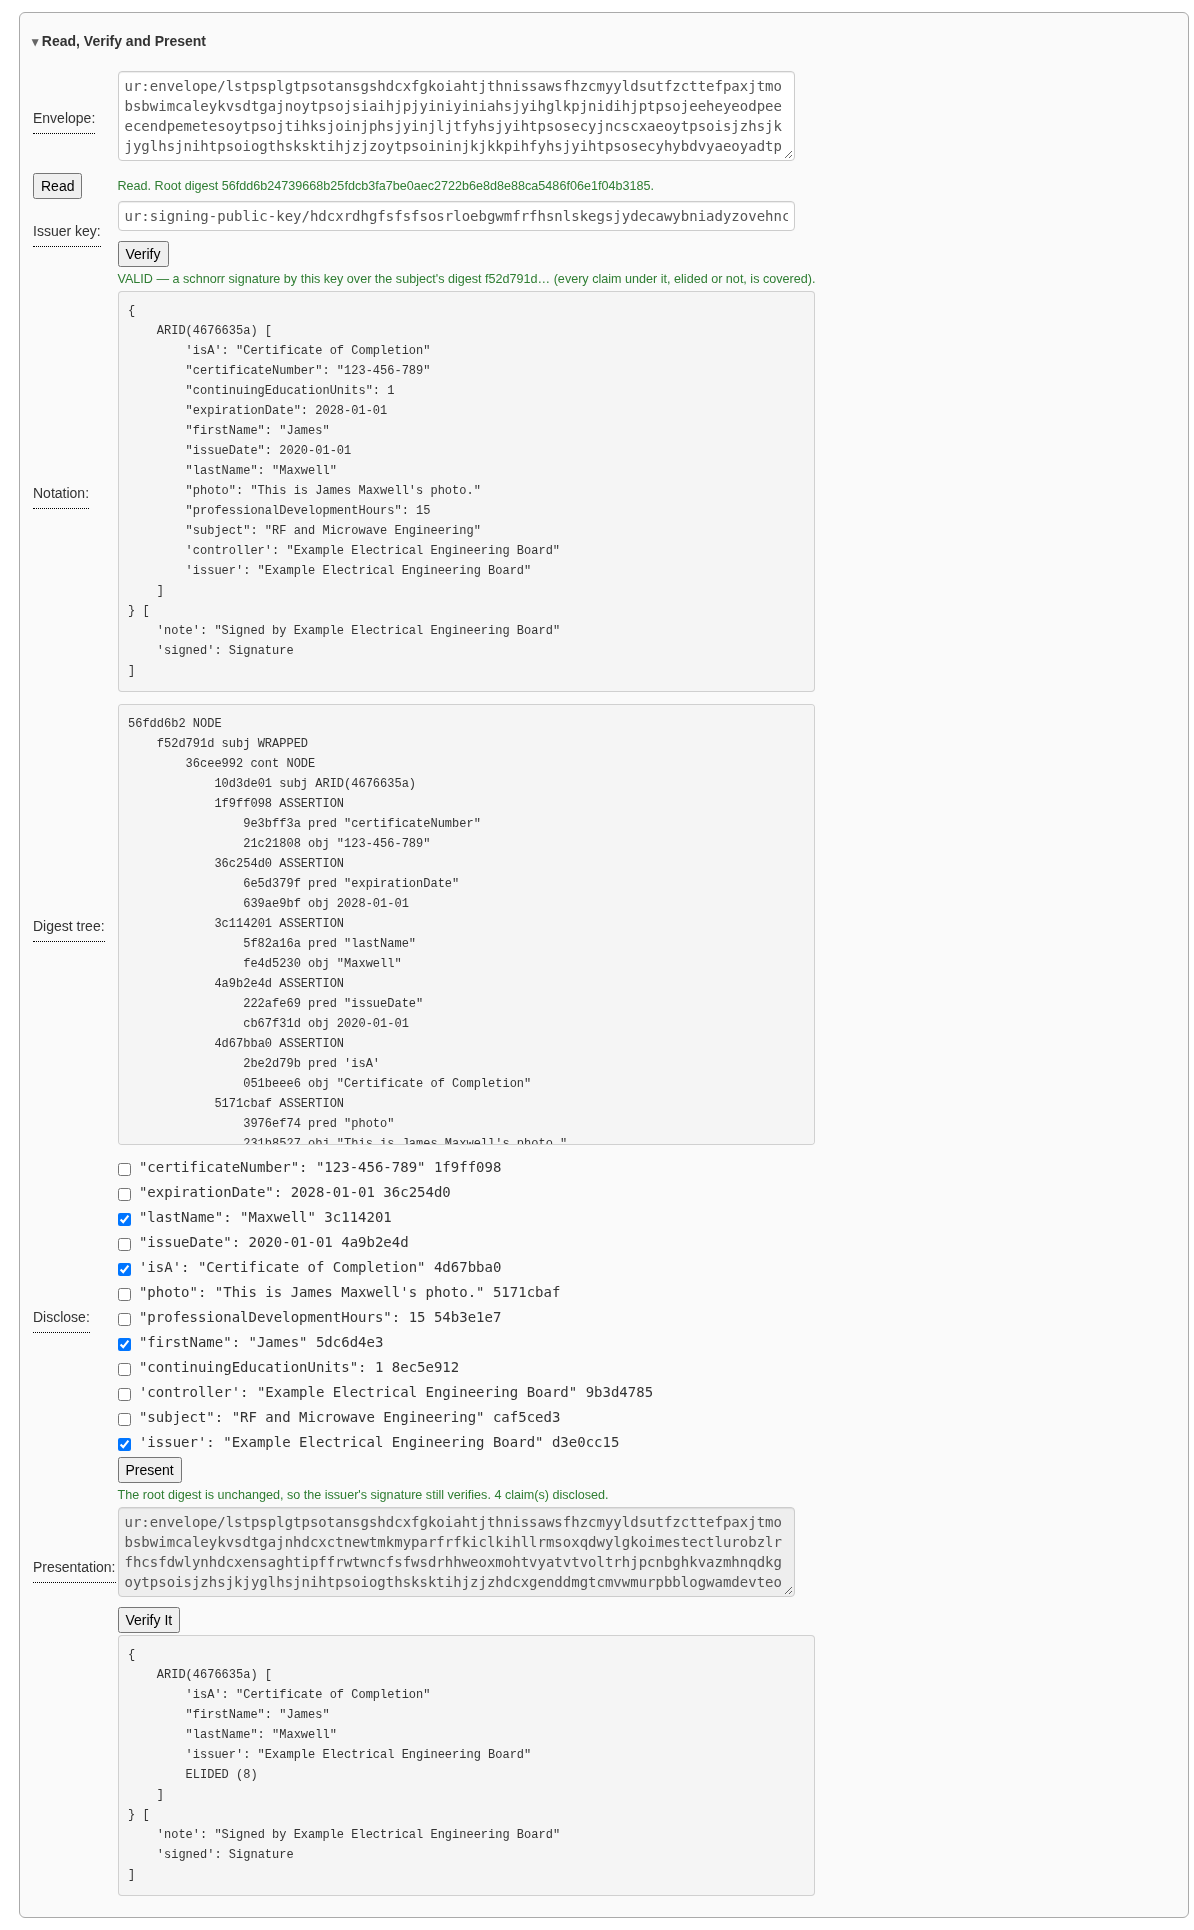 ▾ Read, Verify and Present
Envelope:
ur:envelope/lstpsplgtpsotansgshdcxfgkoiahtjthnissawsfhzcmyyldsutfzcttefpaxjtmo
bsbwimcaleykvsdtgajnoytpsojsiaihjpjyiniyiniahsjyihglkpjnidihjptpsojeeheyeodpee
ecendpemetesoytpsojtihksjoinjphsjyinjljtfyhsjyihtpsosecyjncscxaeoytpsoisjzhsjk
jyglhsjnihtpsoiogthsksktihjzjzoytpsoininjkjkkpihfyhsjyihtpsosecyhybdvyaeoyadtp
Read
Read. Root digest 56fdd6b24739668b25fdcb3fa7be0aec2722b6e8d8e88ca5486f06e1f04b3185.
Issuer key:
ur:signing-public-key/hdcxrdhgfsfsfsosrloebgwmfrfhsnlskegsjydecawybniadyzovehnc
Verify
VALID — a schnorr signature by this key over the subject's digest f52d791d… (every claim under it, elided or not, is covered).
Notation:
{
    ARID(4676635a) [
        'isA': "Certificate of Completion"
        "certificateNumber": "123-456-789"
        "continuingEducationUnits": 1
        "expirationDate": 2028-01-01
        "firstName": "James"
        "issueDate": 2020-01-01
        "lastName": "Maxwell"
        "photo": "This is James Maxwell's photo."
        "professionalDevelopmentHours": 15
        "subject": "RF and Microwave Engineering"
        'controller': "Example Electrical Engineering Board"
        'issuer': "Example Electrical Engineering Board"
    ]
} [
    'note': "Signed by Example Electrical Engineering Board"
    'signed': Signature
]
Digest tree:
56fdd6b2 NODE
    f52d791d subj WRAPPED
        36cee992 cont NODE
            10d3de01 subj ARID(4676635a)
            1f9ff098 ASSERTION
                9e3bff3a pred "certificateNumber"
                21c21808 obj "123-456-789"
            36c254d0 ASSERTION
                6e5d379f pred "expirationDate"
                639ae9bf obj 2028-01-01
            3c114201 ASSERTION
                5f82a16a pred "lastName"
                fe4d5230 obj "Maxwell"
            4a9b2e4d ASSERTION
                222afe69 pred "issueDate"
                cb67f31d obj 2020-01-01
            4d67bba0 ASSERTION
                2be2d79b pred 'isA'
                051beee6 obj "Certificate of Completion"
            5171cbaf ASSERTION
                3976ef74 pred "photo"
                231b8527 obj "This is James Maxwell's photo."
Disclose:
"certificateNumber": "123-456-789" 1f9ff098
"expirationDate": 2028-01-01 36c254d0
"lastName": "Maxwell" 3c114201
"issueDate": 2020-01-01 4a9b2e4d
'isA': "Certificate of Completion" 4d67bba0
"photo": "This is James Maxwell's photo." 5171cbaf
"professionalDevelopmentHours": 15 54b3e1e7
"firstName": "James" 5dc6d4e3
"continuingEducationUnits": 1 8ec5e912
'controller': "Example Electrical Engineering Board" 9b3d4785
"subject": "RF and Microwave Engineering" caf5ced3
'issuer': "Example Electrical Engineering Board" d3e0cc15
Present
The root digest is unchanged, so the issuer's signature still verifies. 4 claim(s) disclosed.
Presentation:
ur:envelope/lstpsplgtpsotansgshdcxfgkoiahtjthnissawsfhzcmyyldsutfzcttefpaxjtmo
bsbwimcaleykvsdtgajnhdcxctnewtmkmyparfrfkiclkihllrmsoxqdwylgkoimestectlurobzlr
fhcsfdwlynhdcxensaghtipffrwtwncfsfwsdrhhweoxmohtvyatvtvoltrhjpcnbghkvazmhnqdkg
oytpsoisjzhsjkjyglhsjnihtpsoiogthsksktihjzjzhdcxgenddmgtcmvwmurpbblogwamdevteo
Verify It
{
    ARID(4676635a) [
        'isA': "Certificate of Completion"
        "firstName": "James"
        "lastName": "Maxwell"
        'issuer': "Example Electrical Engineering Board"
        ELIDED (8)
    ]
} [
    'note': "Signed by Example Electrical Engineering Board"
    'signed': Signature
]